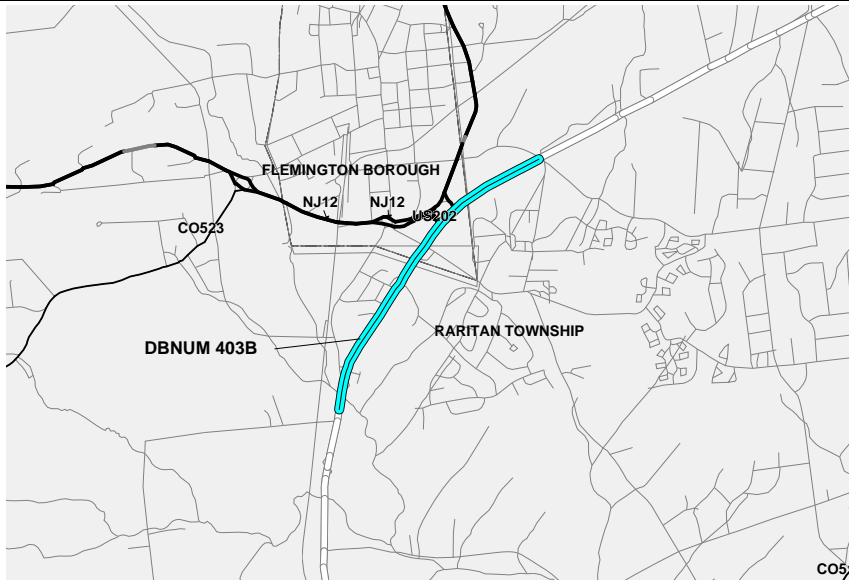 FLEMINGTON BOROUGH
NJ12
NJ12
US202
CO523
RARITAN TOWNSHIP
DBNUM 403B